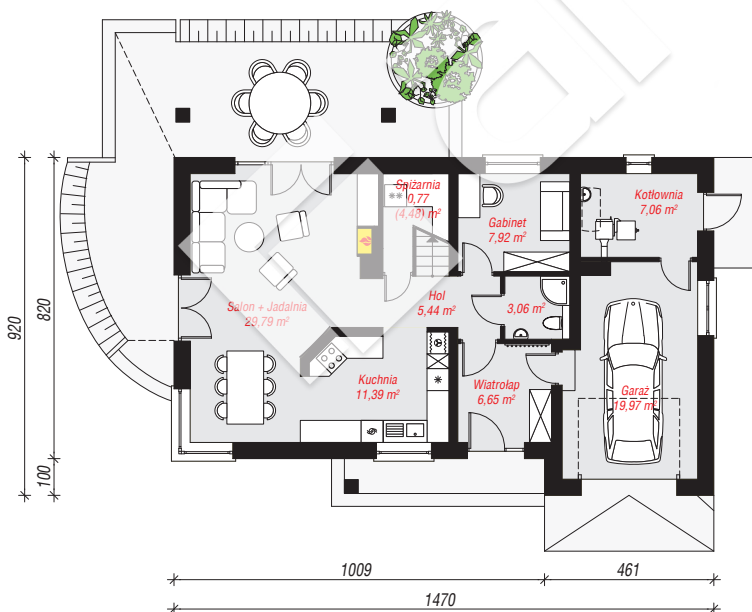 Spiżarnia
0,77
(4,48) m²
Gabinet
7,92 m²
Kotłownia
7,06 m²
Salon + Jadalnia
29,79 m²
Hol
5,44 m²
3,06 m²
Kuchnia
11,39 m²
Wiatrołap
6,65 m²
Garaż
19,97 m²
920
820
100
1009
461
1470